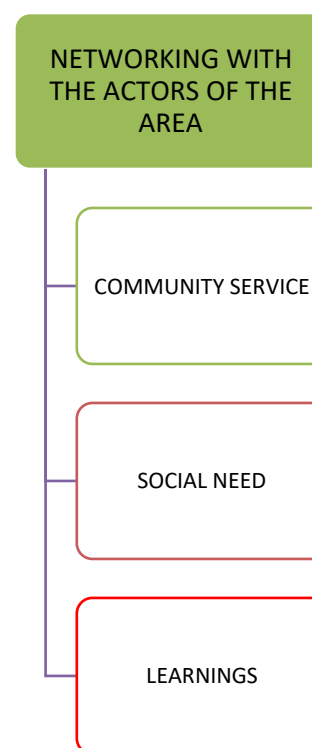 NETWORKING WITH
THE ACTORS OF THE
AREA
COMMUNITY SERVICE
SOCIAL NEED
LEARNINGS